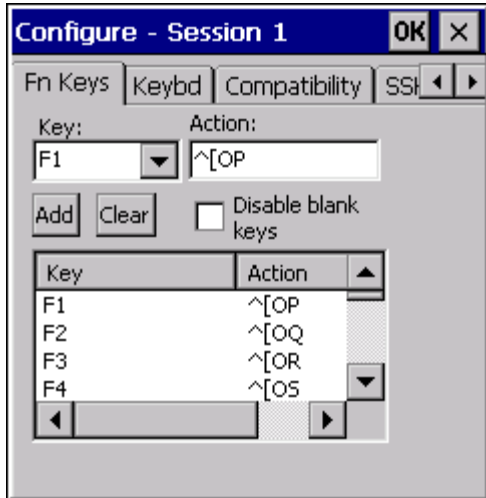 Configure - Session 1 OK
Fn Keys Keybd Compatibility SSH
Key: Action:
F1 ^[OP
Add Clear Disable blank
keys
Key Action
F1 ^[OP
F2 ^[OQ
F3 ^[OR
F4 ^[OS